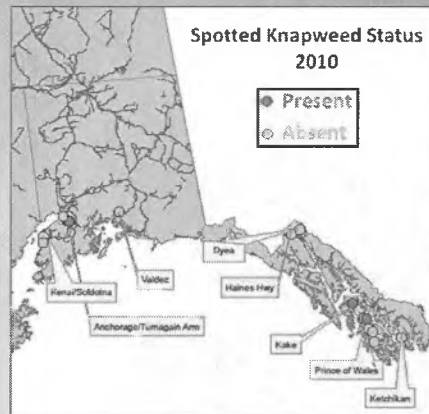 Spotted Knapweed Status
2010
Present
Absent
Dyea
Haines Hwy
Valdez
Kenai/Soldotna
Anchorage/Turnagain Arm
Kake
Prince of Wales
Ketchikan